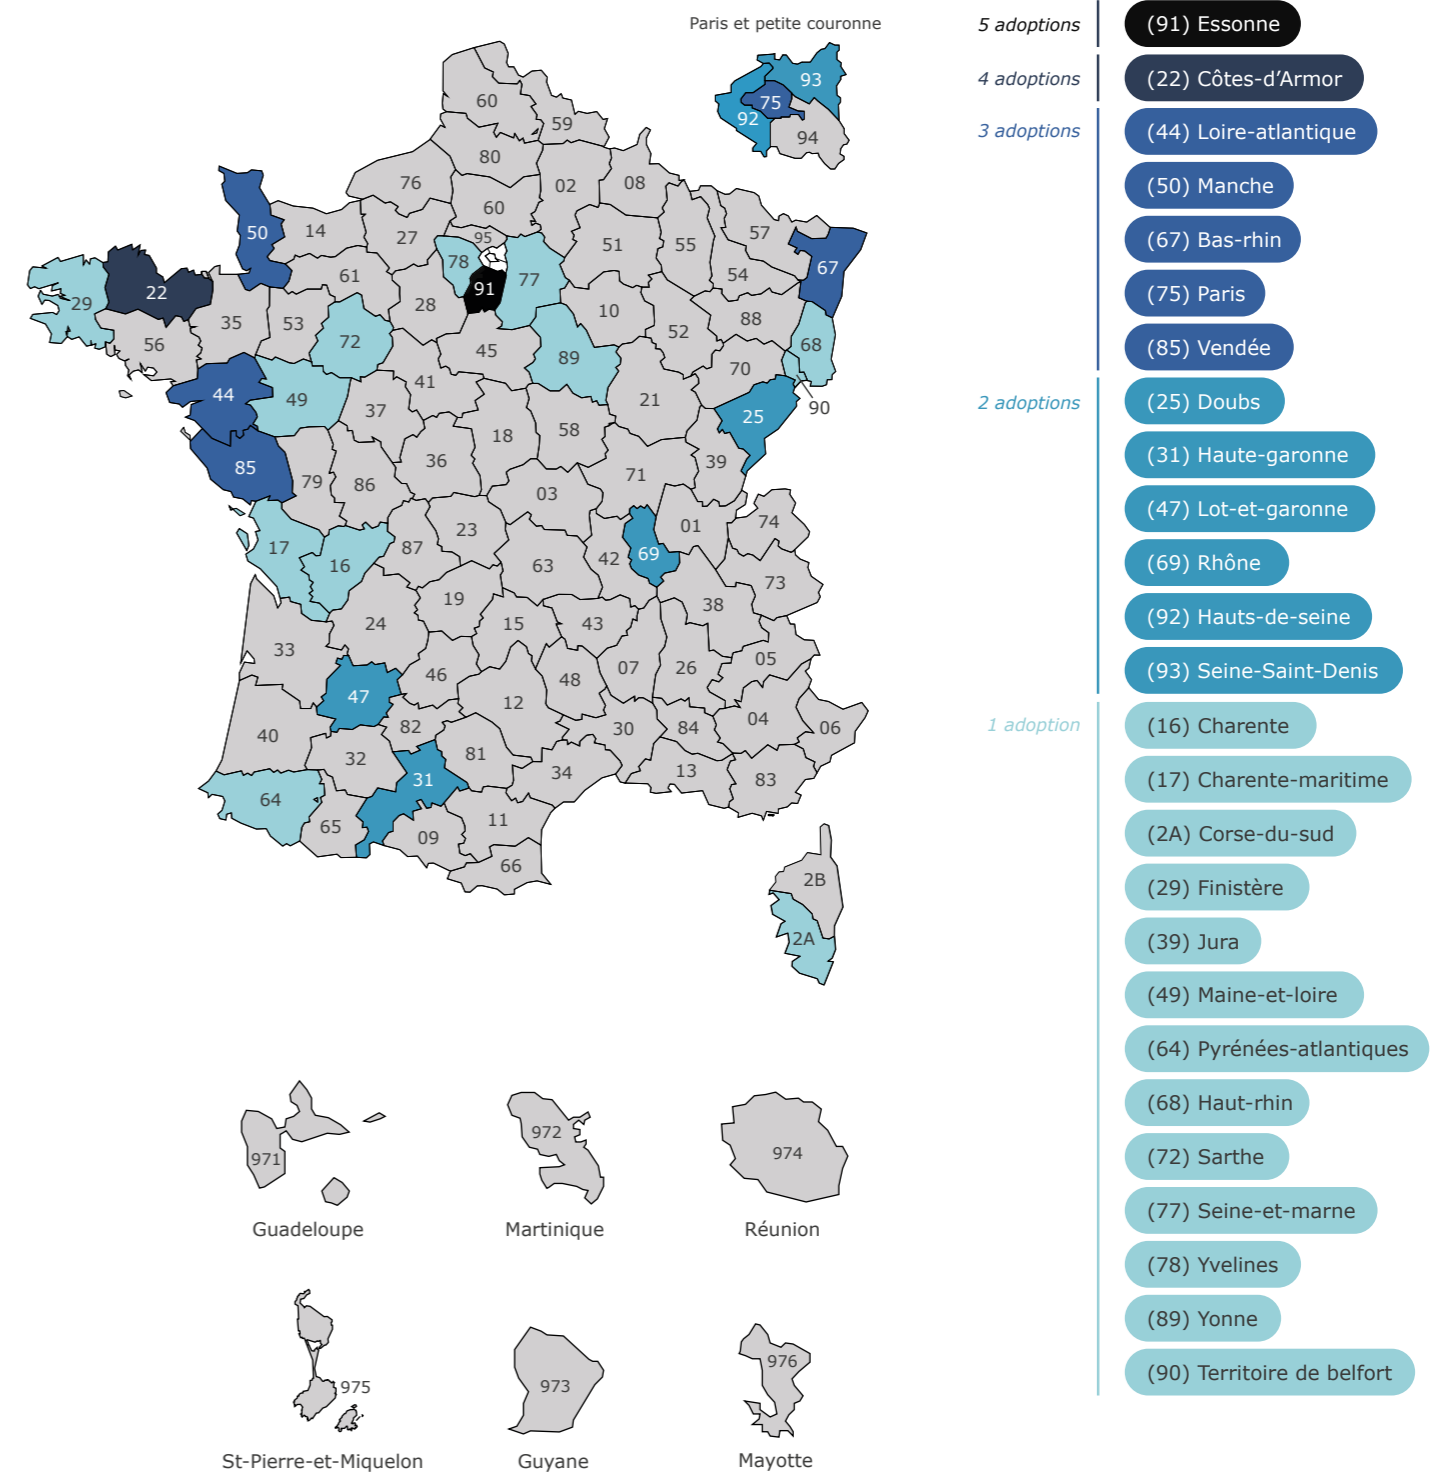 Paris et petite couronne
93
75
92
94
60
59
80
76
02
08
60
57
50
14
27
95
51
55
78
77
54
67
61
91
22
29
28
10
35
53
52
88
56
72
45
89
68
70
41
21
44
49
37
90
25
18
58
36
39
85
79
86
71
03
01
74
23
17
87
69
42
16
63
73
19
38
24
15
43
33
05
46
07
26
48
47
12
04
82
30
84
06
40
81
32
34
13
31
83
64
65
11
09
66
2B
2A
971
Guadeloupe
972
Martinique
974
Réunion
975
St-Pierre-et-Miquelon
973
Guyane
976
Mayotte
5 adoptions
(91) Essonne
4 adoptions
(22) Côtes-d’Armor
3 adoptions
(44) Loire-atlantique
(50) Manche
(67) Bas-rhin
(75) Paris
(85) Vendée
2 adoptions
(25) Doubs
(31) Haute-garonne
(47) Lot-et-garonne
(69) Rhône
(92) Hauts-de-seine
(93) Seine-Saint-Denis
1 adoption
(16) Charente
(17) Charente-maritime
(2A) Corse-du-sud
(29) Finistère
(39) Jura
(49) Maine-et-loire
(64) Pyrénées-atlantiques
(68) Haut-rhin
(72) Sarthe
(77) Seine-et-marne
(78) Yvelines
(89) Yonne
(90) Territoire de belfort